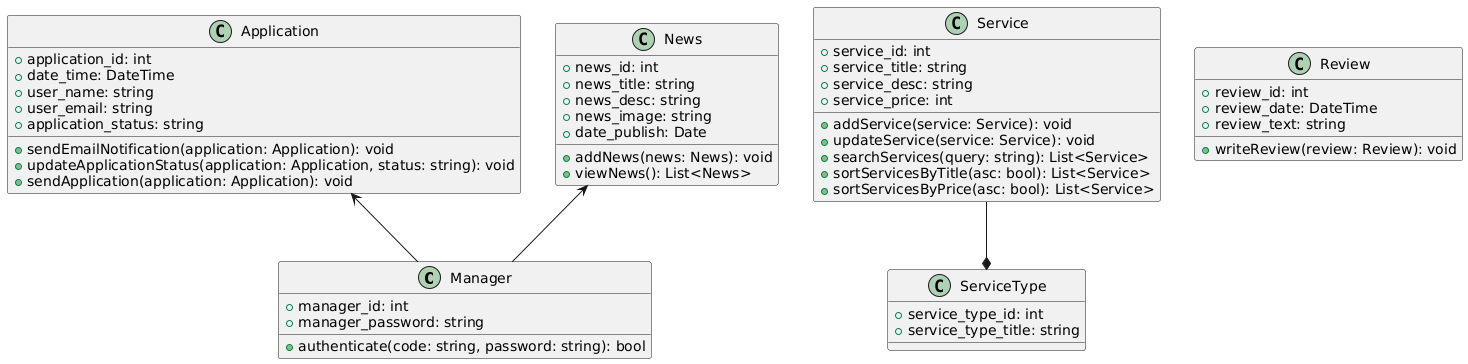 C Application
application_id: int
date_time: DateTime
user_name: string
user_email: string
application_status: string
sendEmailNotification(application: Application): void
updateApplicationStatus(application: Application, status: string): void
sendApplication(application: Application): void
C News
news_id: int
news_title: string
news_desc: string
news_image: string
date_publish: Date
addNews(news: News): void
viewNews(): List<News>
C Service
service_id: int
service_title: string
service_desc: string
service_price: int
addService(service: Service): void
updateService(service: Service): void
searchServices(query: string): List<Service>
sortServicesByTitle(asc: bool): List<Service>
sortServicesByPrice(asc: bool): List<Service>
C Review
review_id: int
review_date: DateTime
review_text: string
writeReview(review: Review): void
C Manager
manager_id: int
manager_password: string
authenticate(code: string, password: string): bool
C ServiceType
service_type_id: int
service_type_title: string